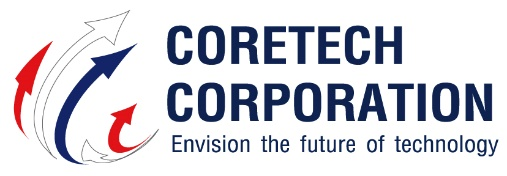 CORETECH
CORPORATION
Envision the future of technology